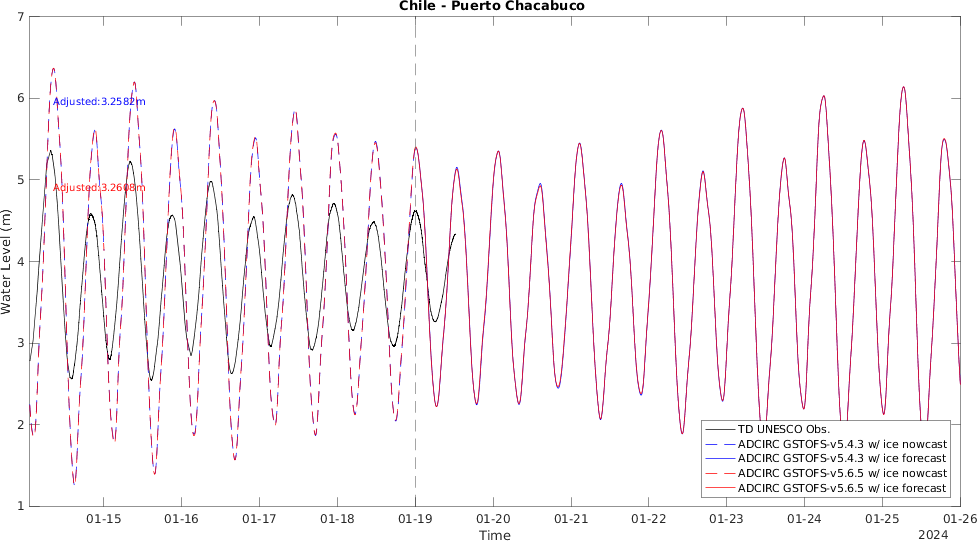 Chile - Puerto Chacabuco
7
6
5
4
3
2
1
Water Level (m)
Adjusted:3.2582m
Adjusted:3.2608m
TD UNESCO Obs.
ADCIRC GSTOFS-v5.4.3 w/ ice nowcast
ADCIRC GSTOFS-v5.4.3 w/ ice forecast
ADCIRC GSTOFS-v5.6.5 w/ ice nowcast
ADCIRC GSTOFS-v5.6.5 w/ ice forecast
01-15 01-16 01-17 01-18 01-19 01-20 01-21 01-22 01-23 01-24 01-25 01-26
Time
2024